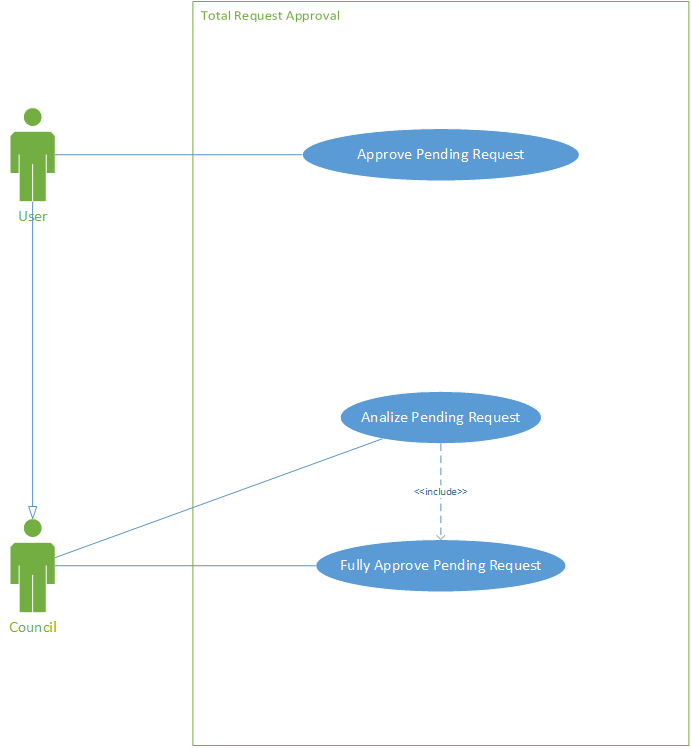 Total Request Approval
Approve Pending Request
User
Analize Pending Request
<<include>>
Fully Approve Pending Request
Council